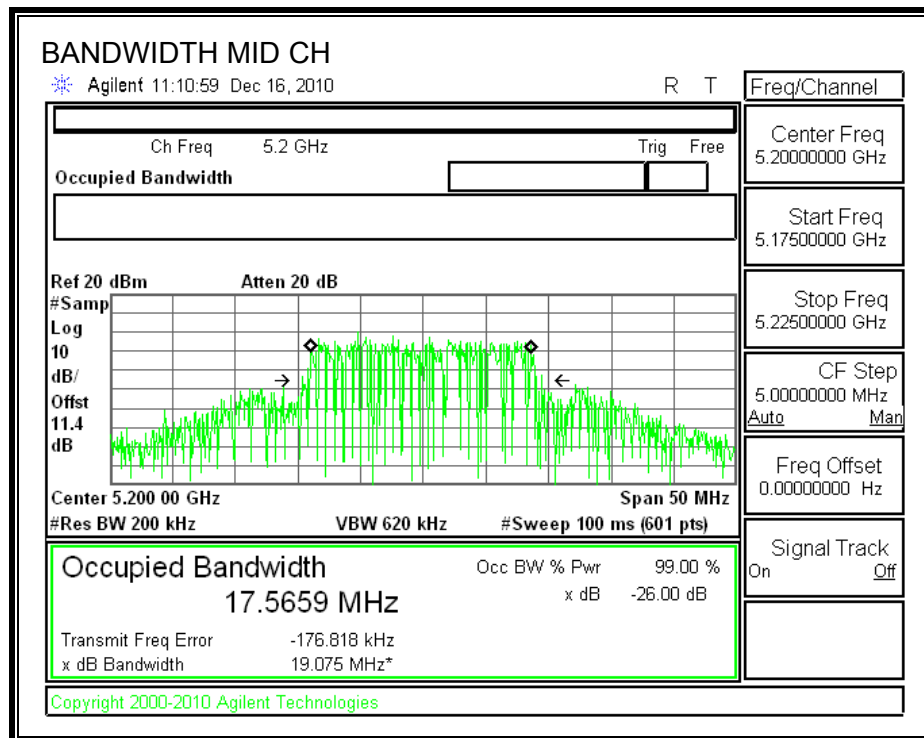 BANDWIDTH MID CH
Agilent 11:10:59 Dec 16, 2010 R T
Ch Freq 5.2 GHz Trig Free
Occupied Bandwidth
Ref 20 dBm Atten 20 dB
#Samp
Log
10
dB/
Offst
11.4
dB
Center 5.200 00 GHz Span 50 MHz
#Res BW 200 kHz VBW 620 kHz #Sweep 100 ms (601 pts)
Occupied Bandwidth Occ BW % Pwr 99.00 %
17.5659 MHz x dB -26.00 dB
Transmit Freq Error -176.818 kHz
x dB Bandwidth 19.075 MHz*
Copyright 2000-2010 Agilent Technologies
Freq/Channel
Center Freq
5.20000000 GHz
Start Freq
5.17500000 GHz
Stop Freq
5.22500000 GHz
CF Step
5.00000000 MHz
Auto Man
Freq Offset
0.00000000 Hz
Signal Track
On Off